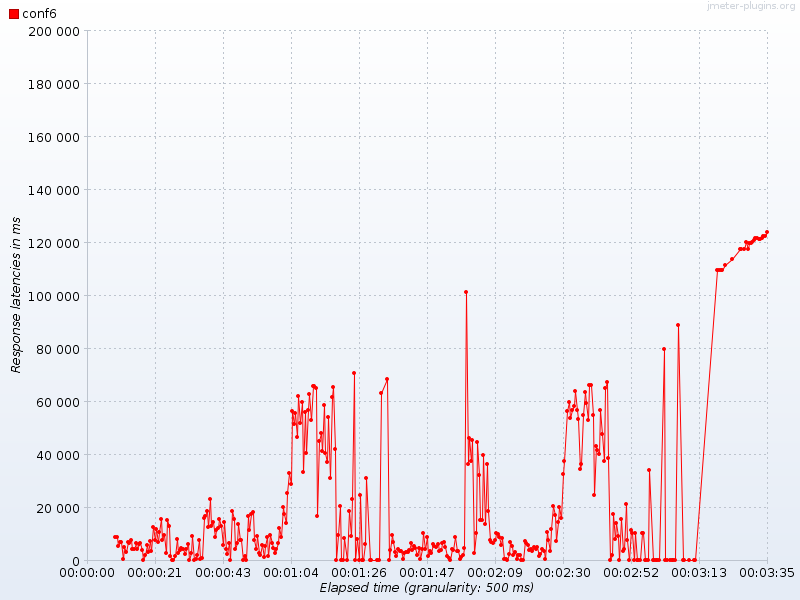 jmeter-plugins.org
conf6
200 000
180 000
160 000
140 000
120 000
100 000
80 000
60 000
40 000
20 000
0
Response latencies in ms
00:00:00 00:00:21 00:00:43 00:01:04 00:01:26 00:01:47 00:02:09 00:02:30 00:02:52 00:03:13 00:03:35
Elapsed time (granularity: 500 ms)